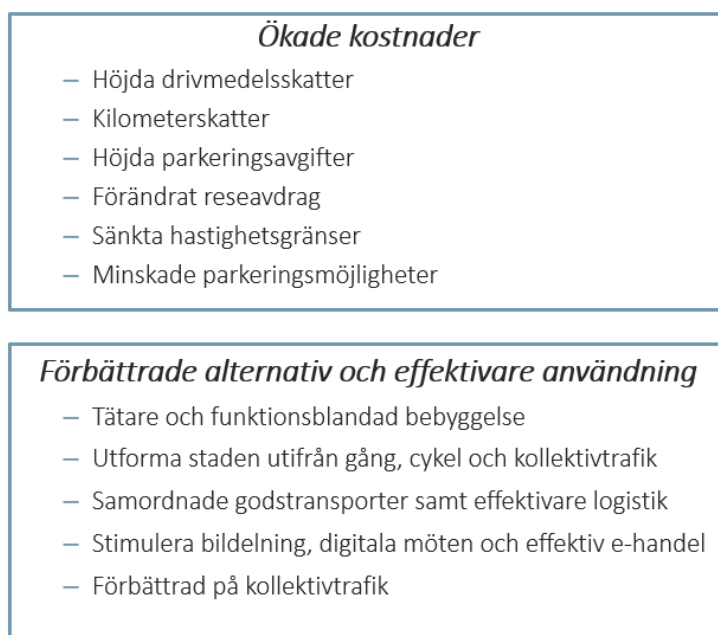 Ökade kostnader
– Höjda drivmedelsskatter
– Kilometerskatter
– Höjda parkeringsavgifter
– Förändrat reseavdrag
– Sänkta hastighetsgränser
– Minskade parkeringsmöjligheter
Förbättrade alternativ och effektivare användning
– Tätare och funktionsblandad bebyggelse
– Utforma staden utifrån gång, cykel och kollektivtrafik
– Samordnade godstransporter samt effektivare logistik
– Stimulera bildelning, digitala möten och effektiv e-handel
– Förbättrad på kollektivtrafik